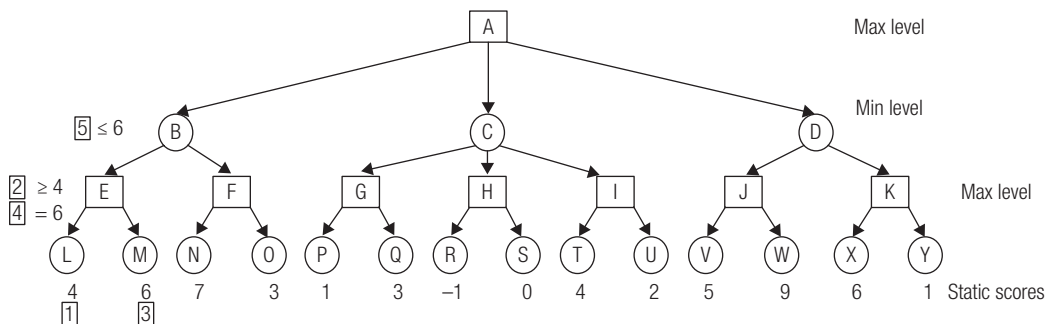 A Max level
Min level
5 ≤ 6 B C D
2 ≥ 4 E F G H I J K Max level
4 = 6
L M N O P Q R S T U V W X Y
4 6 7 3 1 3 –1 0 4 2 5 9 6 1 Static scores
1 3